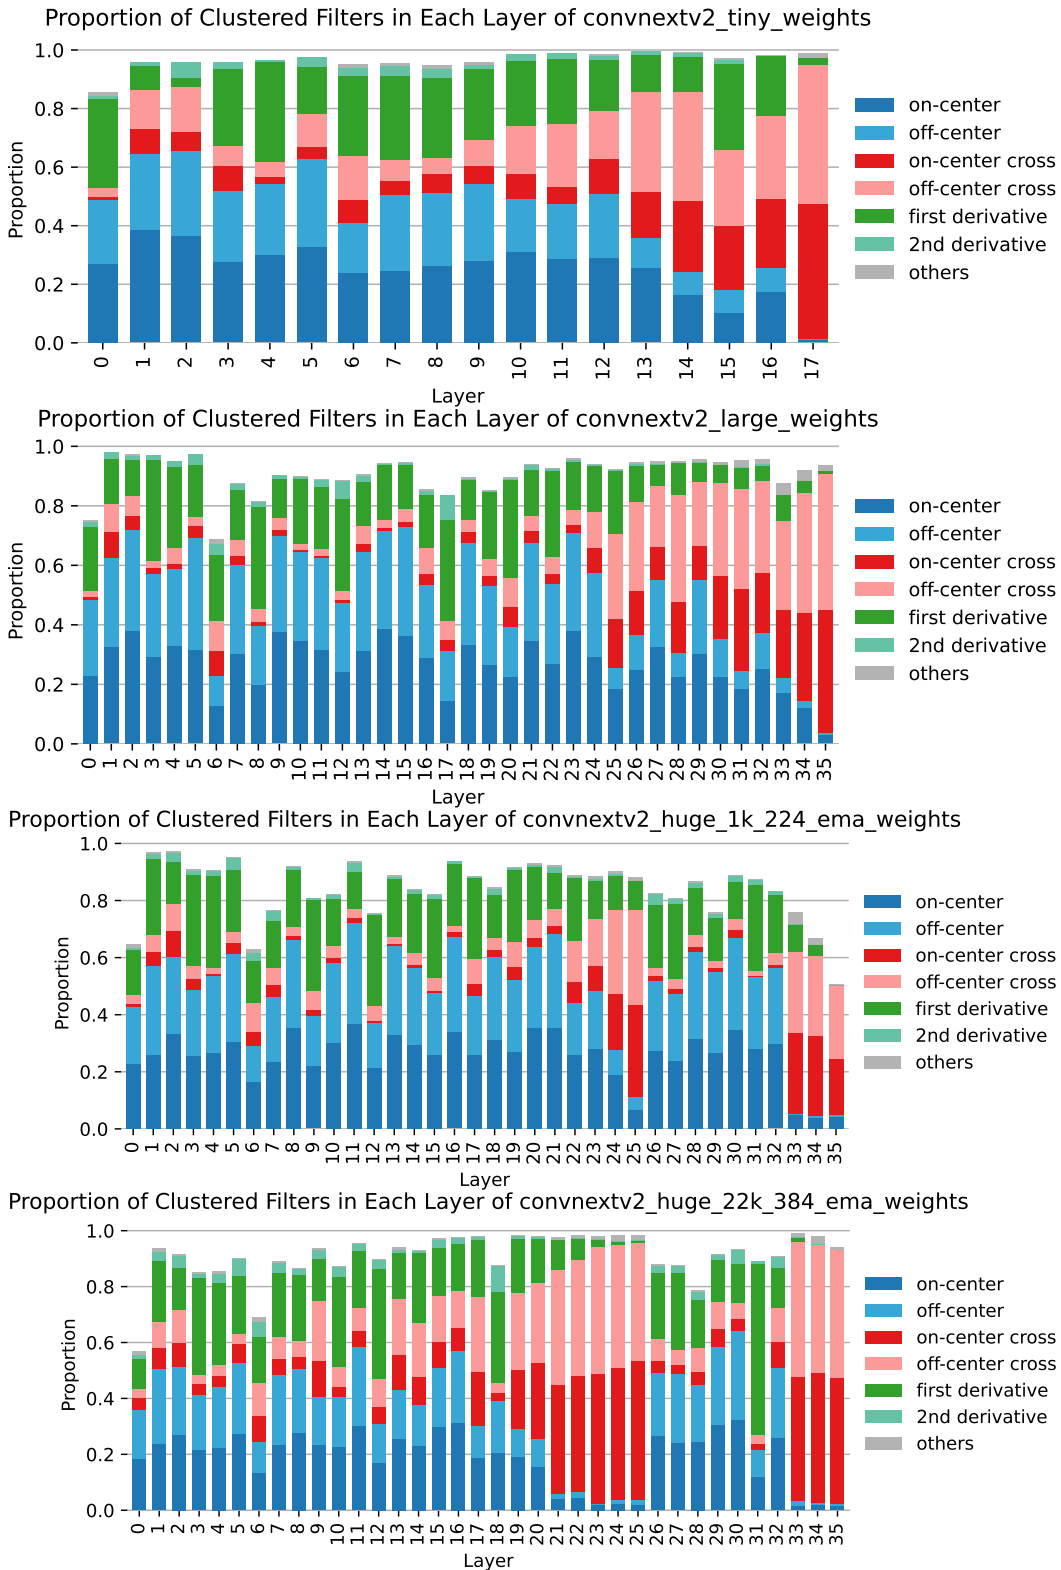 Proportion of Clustered Filters in Each Layer of convnextv2_tiny_weights
1.0
0.8
0.6
0.4
0.2
0.0
Proportion
0 1 2 3 4 5 6 7 8 9 10 11 12 13 14 15 16 17
Layer
on-center
off-center
on-center cross
off-center cross
first derivative
2nd derivative
others
Proportion of Clustered Filters in Each Layer of convnextv2_large_weights
1.0
0.8
0.6
0.4
0.2
0.0
Proportion
0 1 2 3 4 5 6 7 8 9 10 11 12 13 14 15 16 17 18 19 20 21 22 23 24 25 26 27 28 29 30 31 32 33 34 35
Layer
on-center
off-center
on-center cross
off-center cross
first derivative
2nd derivative
others
Proportion of Clustered Filters in Each Layer of convnextv2_huge_1k_224_ema_weights
1.0
0.8
0.6
0.4
0.2
0.0
Proportion
0 1 2 3 4 5 6 7 8 9 10 11 12 13 14 15 16 17 18 19 20 21 22 23 24 25 26 27 28 29 30 31 32 33 34 35
Layer
on-center
off-center
on-center cross
off-center cross
first derivative
2nd derivative
others
Proportion of Clustered Filters in Each Layer of convnextv2_huge_22k_384_ema_weights
1.0
0.8
0.6
0.4
0.2
0.0
Proportion
0 1 2 3 4 5 6 7 8 9 10 11 12 13 14 15 16 17 18 19 20 21 22 23 24 25 26 27 28 29 30 31 32 33 34 35
Layer
on-center
off-center
on-center cross
off-center cross
first derivative
2nd derivative
others